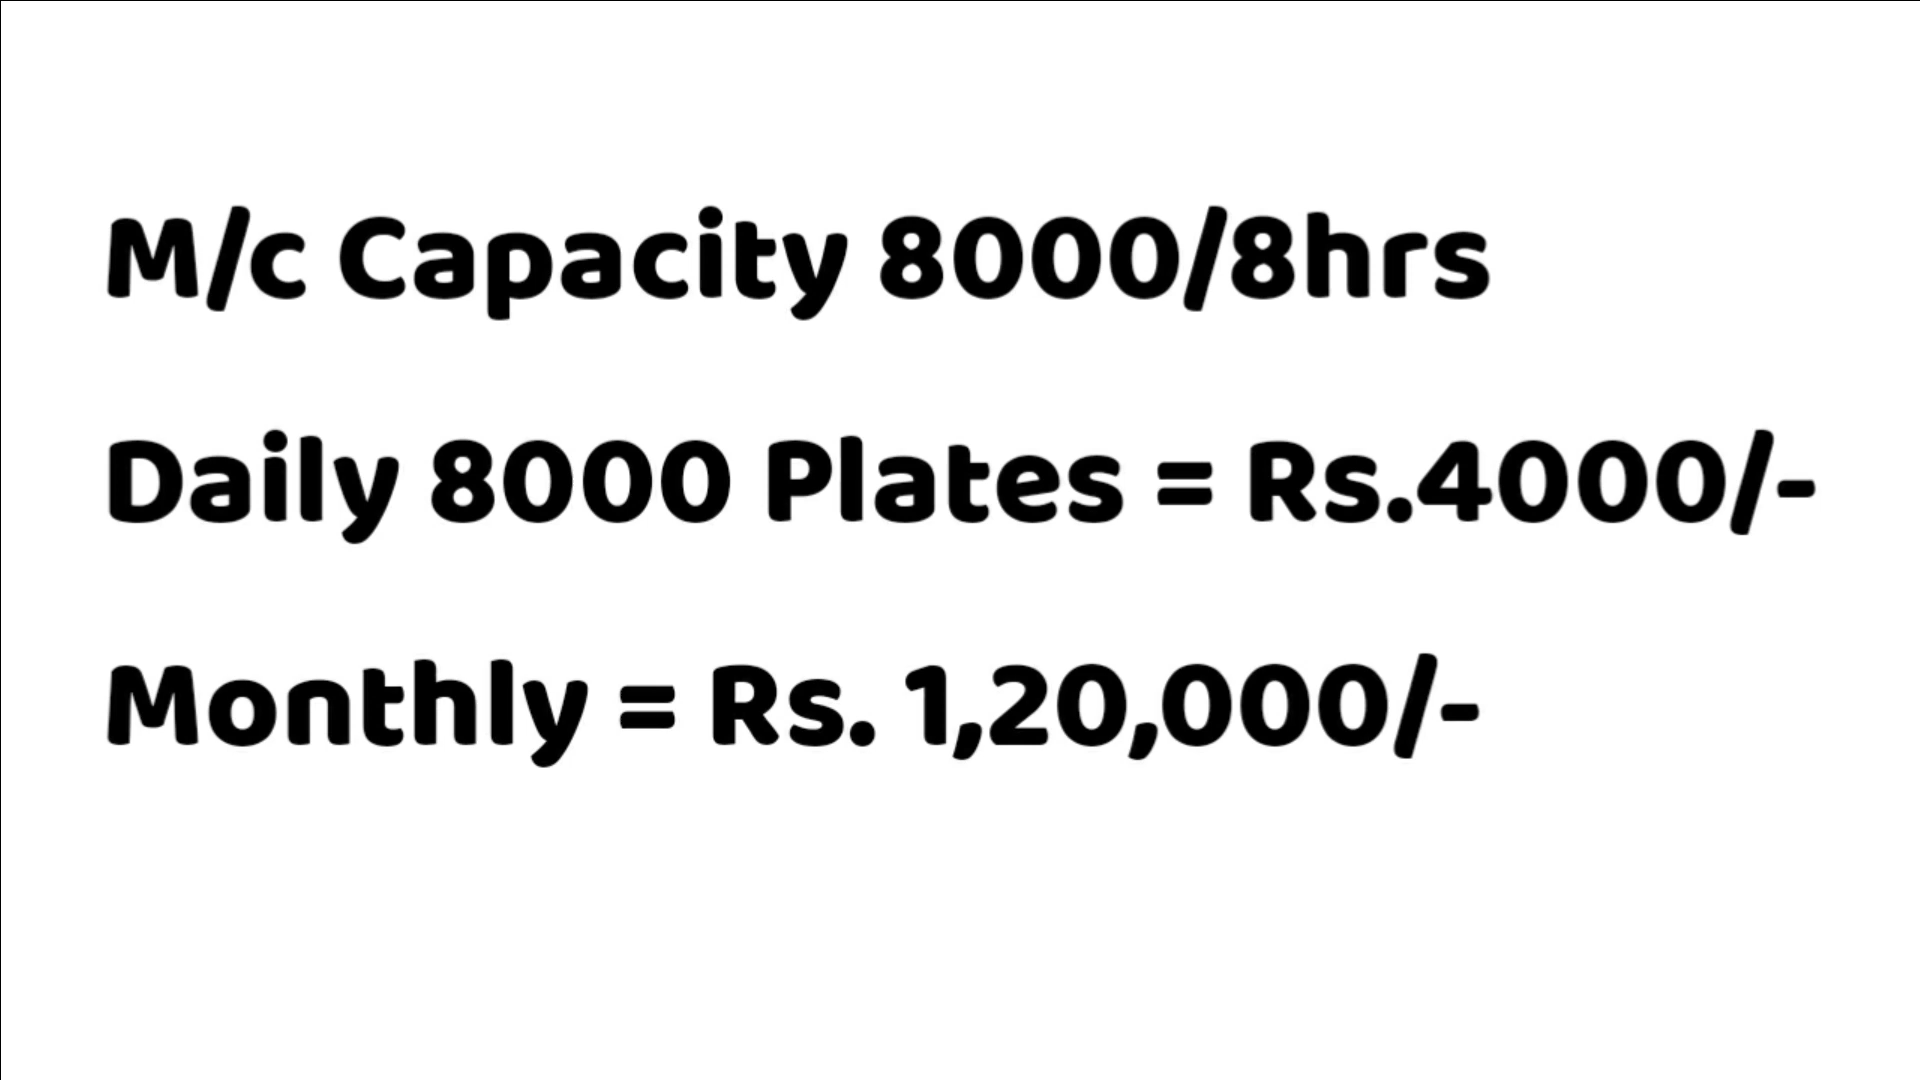 M/c Capacity 8000/8hrs
Daily 8000 Plates = Rs.4000/-
Monthly = Rs. 1,20,000/-